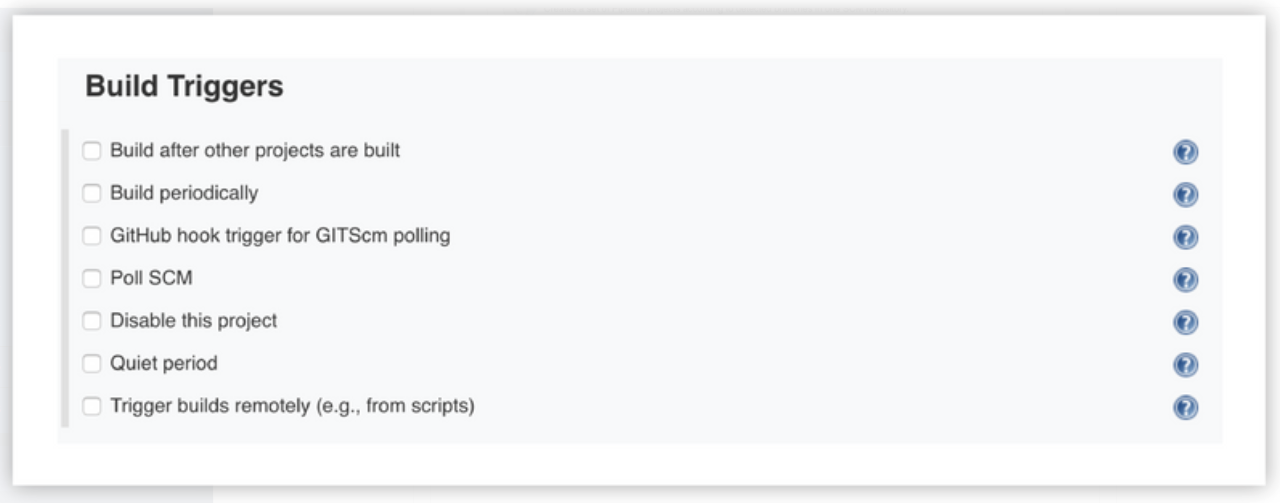 Build Triggers
Build after other projects are built
Build periodically
GitHub hook trigger for GITScm polling
Poll SCM
Disable this project
Quiet period
Trigger builds remotely (e.g., from scripts)